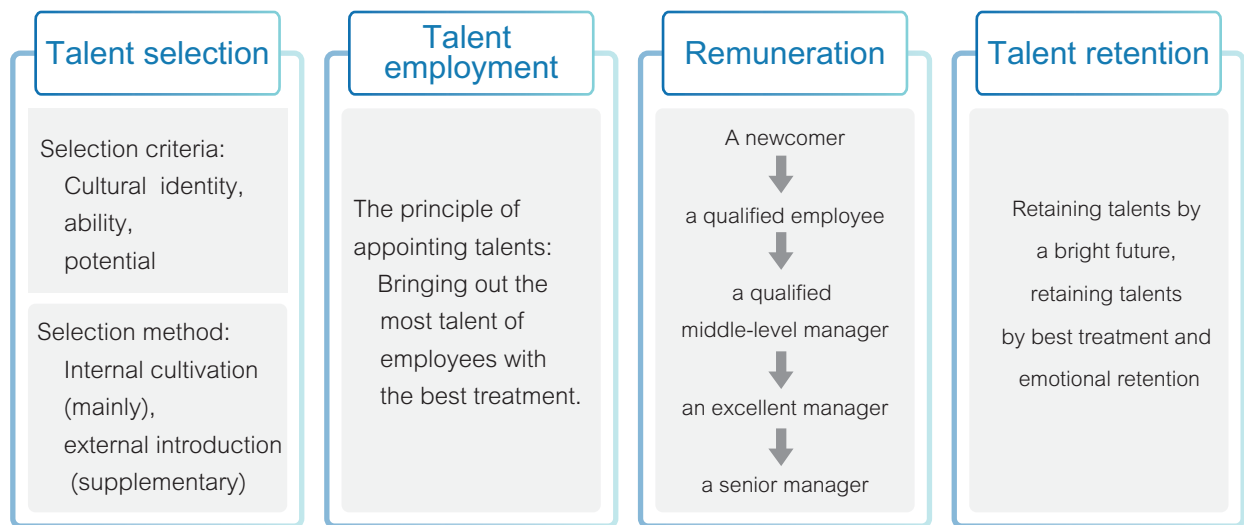 Talent selection
Selection criteria:
Cultural identity,
ability,
potential
Selection method:
Internal cultivation
(mainly),
external introduction
(supplementary)
Talent
employment
The principle of
appointing talents:
Bringing out the
most talent of
employees with
the best treatment.
Remuneration
A newcomer
a qualified employee
a qualified
middle-level manager
an excellent manager
a senior manager
Talent retention
Retaining talents by
a bright future,
retaining talents
by best treatment and
emotional retention